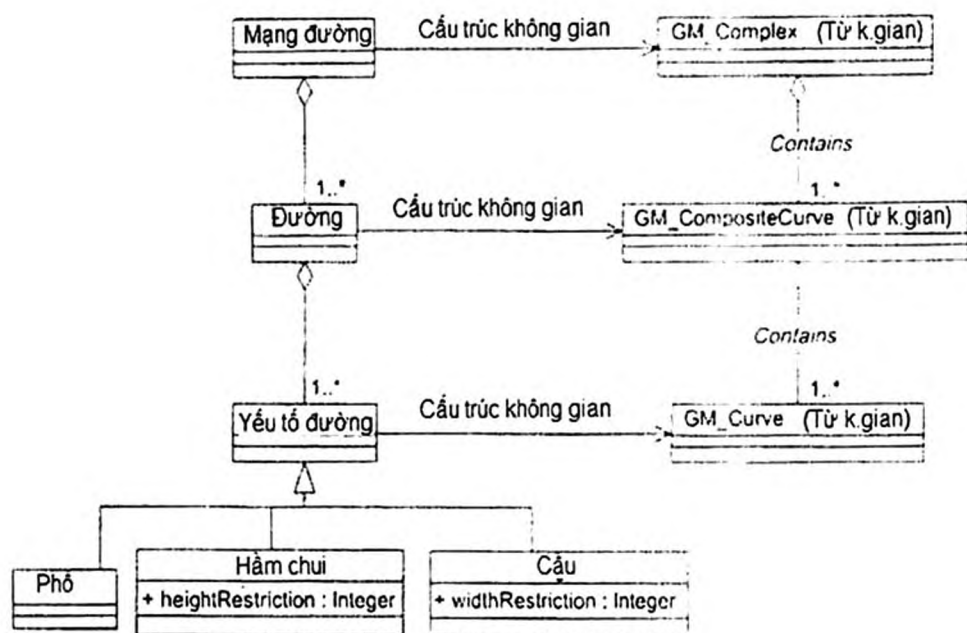 Mạng đường
Cấu trúc không gian
GM_Complex (Từ k.gian)
Contains
1..*
1..*
Đường
Cấu trúc không gian
GM_CompositeCurve (Từ k.gian)
Contains
1..*
1..*
Yếu tố đường
Cấu trúc không gian
GM_Curve (Từ k.gian)
Phố
Hầm chui
+ heightRestriction : Integer
Cầu
+ widthRestriction : Integer